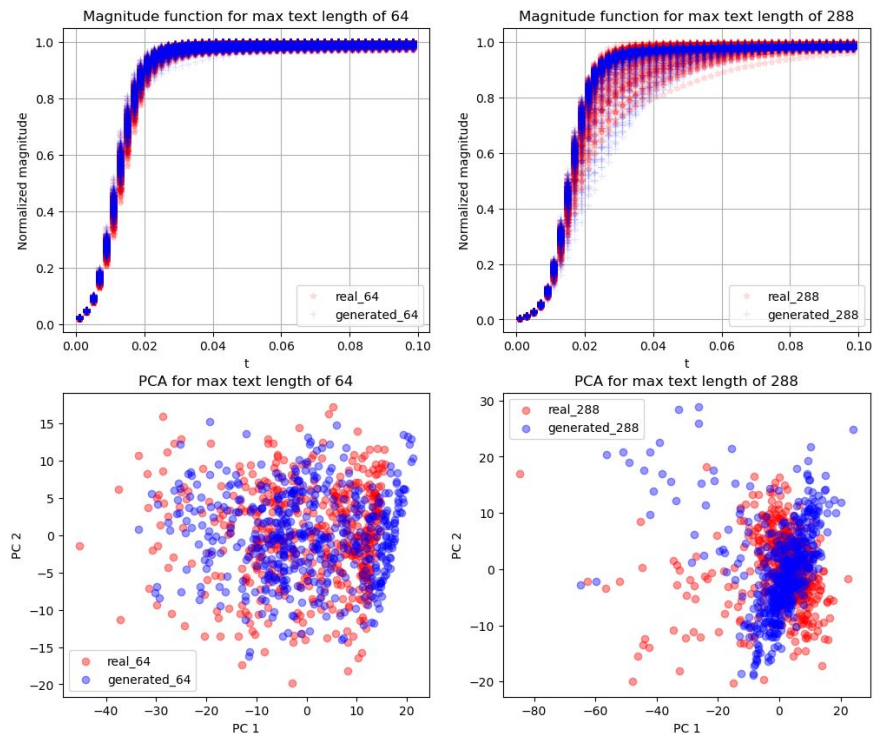 Magnitude function for max text length of 64
1.0
0.8
0.6
0.4
0.2
0.0
Normalized magnitude
real_64
generated_64
0.00 0.02 0.04 0.06 0.08 0.10
t
Magnitude function for max text length of 288
1.0
0.8
0.6
0.4
0.2
0.0
Normalized magnitude
real_288
generated_288
0.00 0.02 0.04 0.06 0.08 0.10
t
PCA for max text length of 64
15
10
5
0
−5
−10
−15
−20
PC 2
real_64
generated_64
−40 −30 −20 −10 0 10 20
PC 1
PCA for max text length of 288
real_288
generated_288
30
20
10
0
−10
−20
PC 2
−80 −60 −40 −20 0 20
PC 1